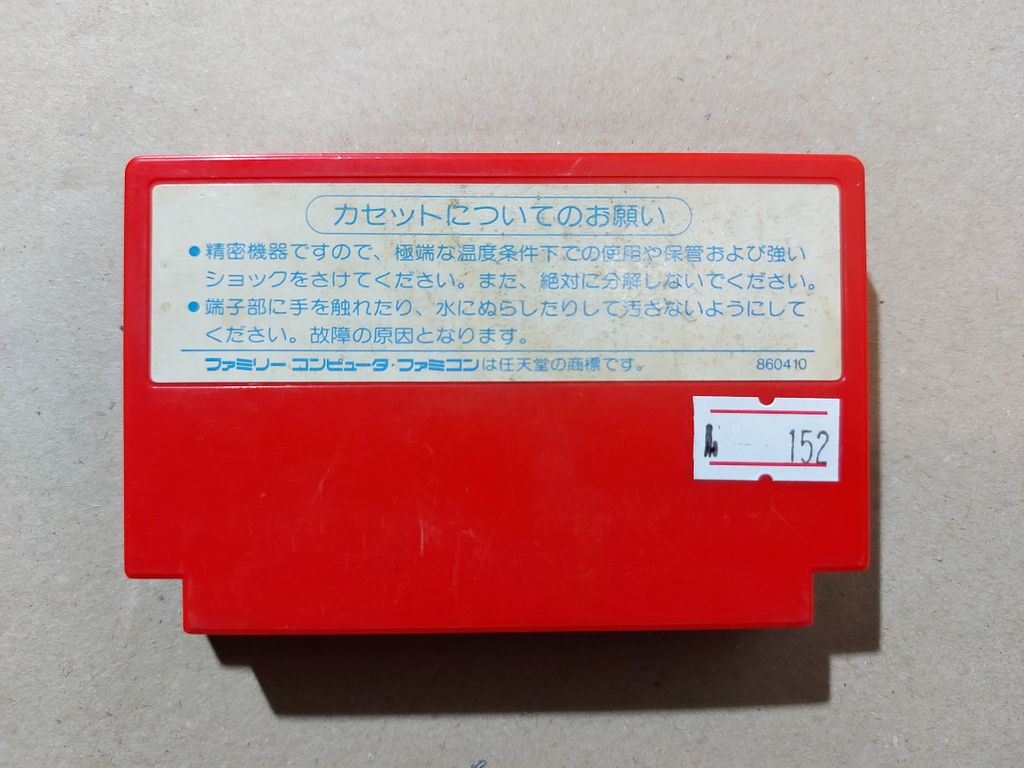 カセットについてのお願い
●精密機器ですので、極端な温度条件下での使用や保管および強い
ショックをさけてください。また、絶対に分解しないでください。
●端子部に手を触れたり、水にぬらしたりして汚さないようにして
ください。故障の原因となります。
ファミリー コンピュータ・ファミコンは任天堂の商標です。 860410
152